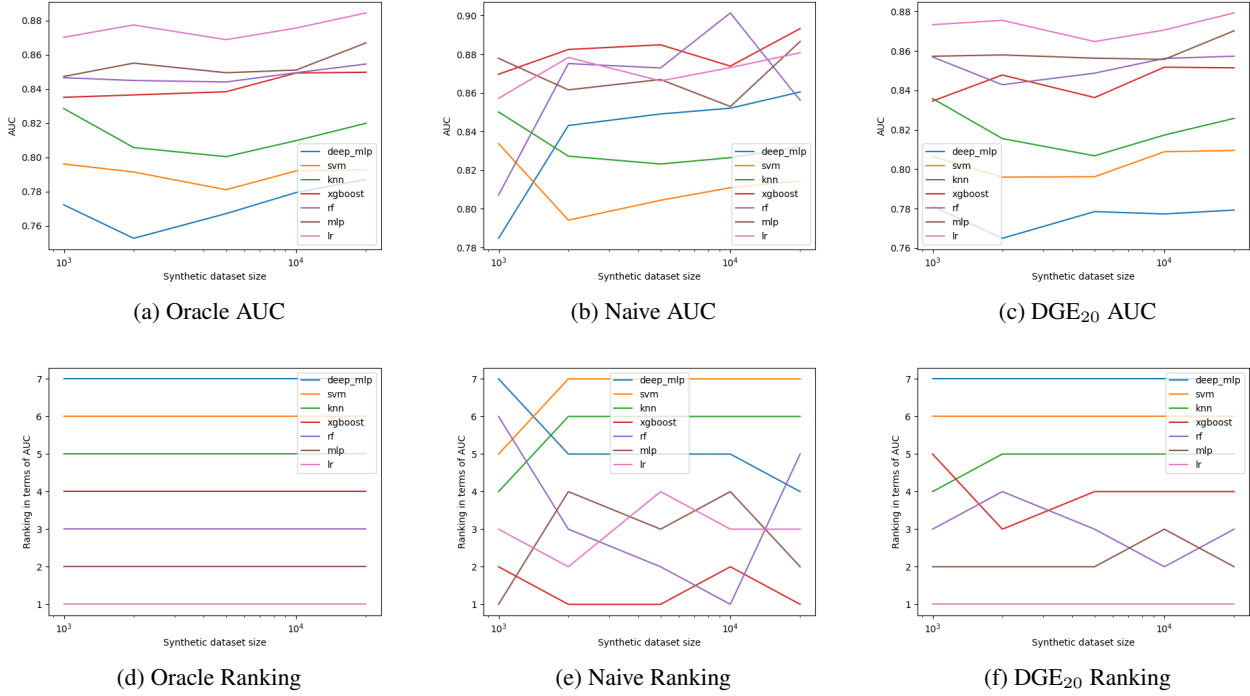 0.88
0.86
0.84
0.82
0.80
0.78
0.76
AUC
deep_mlp
svm
knn
xgboost
rf
mlp
lr
10³
10⁴
Synthetic dataset size
(a) Oracle AUC
0.90
0.88
0.86
0.84
0.82
0.80
0.78
AUC
deep_mlp
svm
knn
xgboost
rf
mlp
lr
10³
10⁴
Synthetic dataset size
(b) Naive AUC
0.88
0.86
0.84
0.82
0.80
0.78
0.76
AUC
deep_mlp
svm
knn
xgboost
rf
mlp
lr
10³
10⁴
Synthetic dataset size
(c) DGE₂₀ AUC
7
6
5
4
3
2
1
Ranking in terms of AUC
deep_mlp
svm
knn
xgboost
rf
mlp
lr
10³
10⁴
Synthetic dataset size
(d) Oracle Ranking
7
6
5
4
3
2
1
Ranking in terms of AUC
deep_mlp
svm
knn
xgboost
rf
mlp
lr
10³
10⁴
Synthetic dataset size
(e) Naive Ranking
7
6
5
4
3
2
1
Ranking in terms of AUC
deep_mlp
svm
knn
xgboost
rf
mlp
lr
10³
10⁴
Synthetic dataset size
(f) DGE₂₀ Ranking